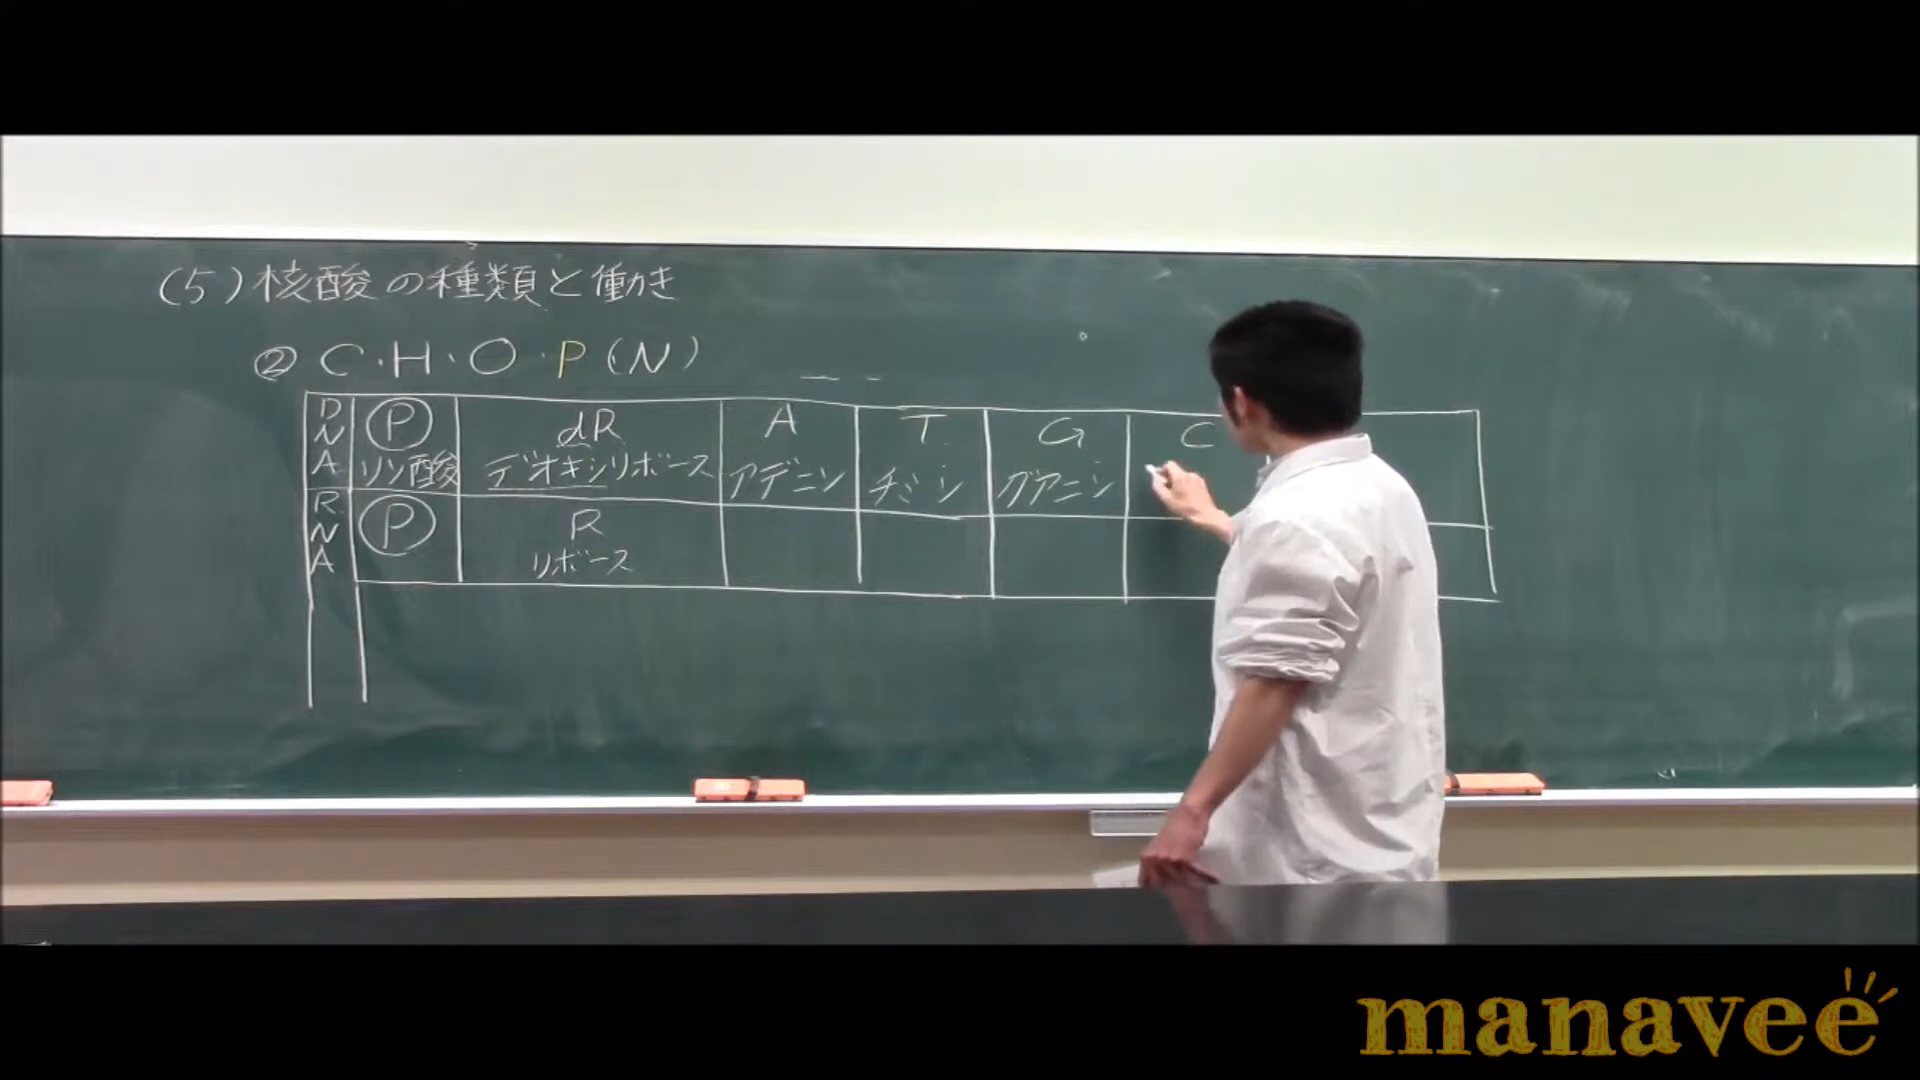 (5)核酸の種類と働き
② C・H・O・P(N)
DNA Ⓟ dR A T G C
リン酸 デオキシリボース アデニン チミン グアニン
RNA Ⓟ R
リボース
manavee